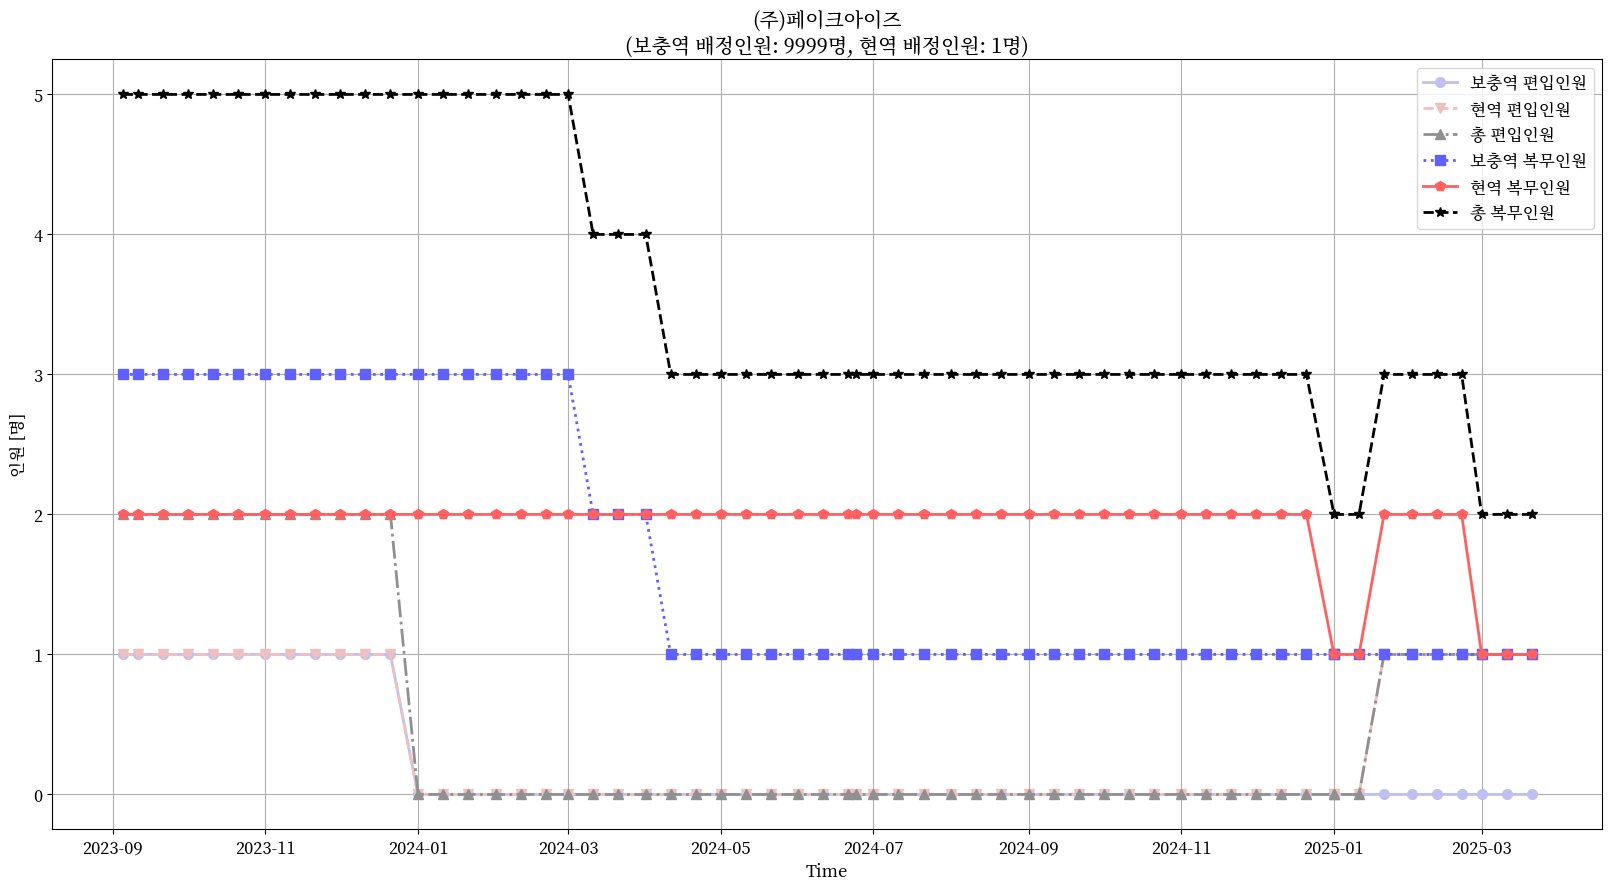 (주)페이크아이즈
(보충역 배정인원: 9999명, 현역 배정인원: 1명)
보충역 편입인원
현역 편입인원
총 편입인원
보충역 복무인원
현역 복무인원
총 복무인원
인원 [명]
5
4
3
2
1
0
2023-09
2023-11
2024-01
2024-03
2024-05
2024-07
2024-09
2024-11
2025-01
2025-03
Time